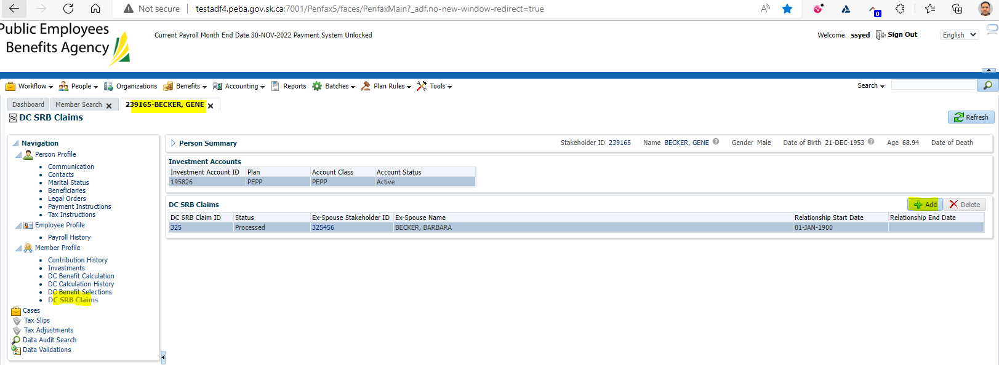 Not secure testadf4.peba.gov.sk.ca:7001/Penfax5/faces/PenfaxMain?_adf.no-new-window-redirect=true
0
Public Employees
Benefits Agency
Current Payroll Month End Date 30-NOV-2022 Payment System Unlocked
Welcome ssyed Sign Out English
Workflow People Organizations Benefits Accounting Reports Batches Plan Rules Tools Search
Dashboard Member Search 239165-BECKER, GENE
DC SRB Claims Refresh
Navigation
Person Profile
Communication
Contacts
Marital Status
Beneficiaries
Legal Orders
Payment Instructions
Tax Instructions
Employee Profile
Payroll History
Member Profile
Contribution History
Investments
DC Benefit Calculation
DC Calculation History
DC Benefit Selections
DC SRB Claims
Cases
Tax Slips
Tax Adjustments
Data Audit Search
Data Validations
Person Summary Stakeholder ID 239165 Name BECKER, GENE Gender Male Date of Birth 21-DEC-1953 Age 68.94 Date of Death
Investment Accounts
Investment Account ID Plan Account Class Account Status
195826 PEPP PEPP Active
DC SRB Claims Add Delete
DC SRB Claim ID Status Ex-Spouse Stakeholder ID Ex-Spouse Name Relationship Start Date Relationship End Date
325 Processed 325456 BECKER, BARBARA 01-JAN-1900